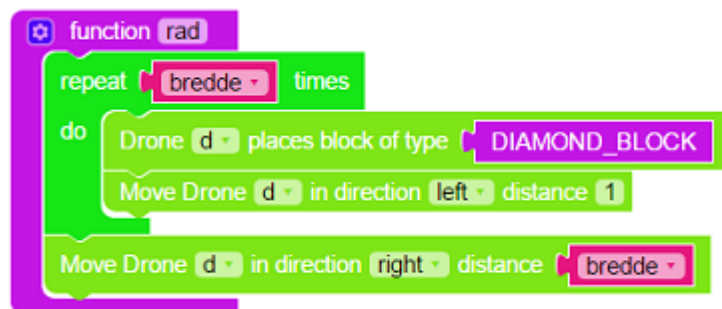 function rad
repeat bredde times
do Drone d places block of type DIAMOND_BLOCK
Move Drone d in direction left distance 1
Move Drone d in direction right distance bredde